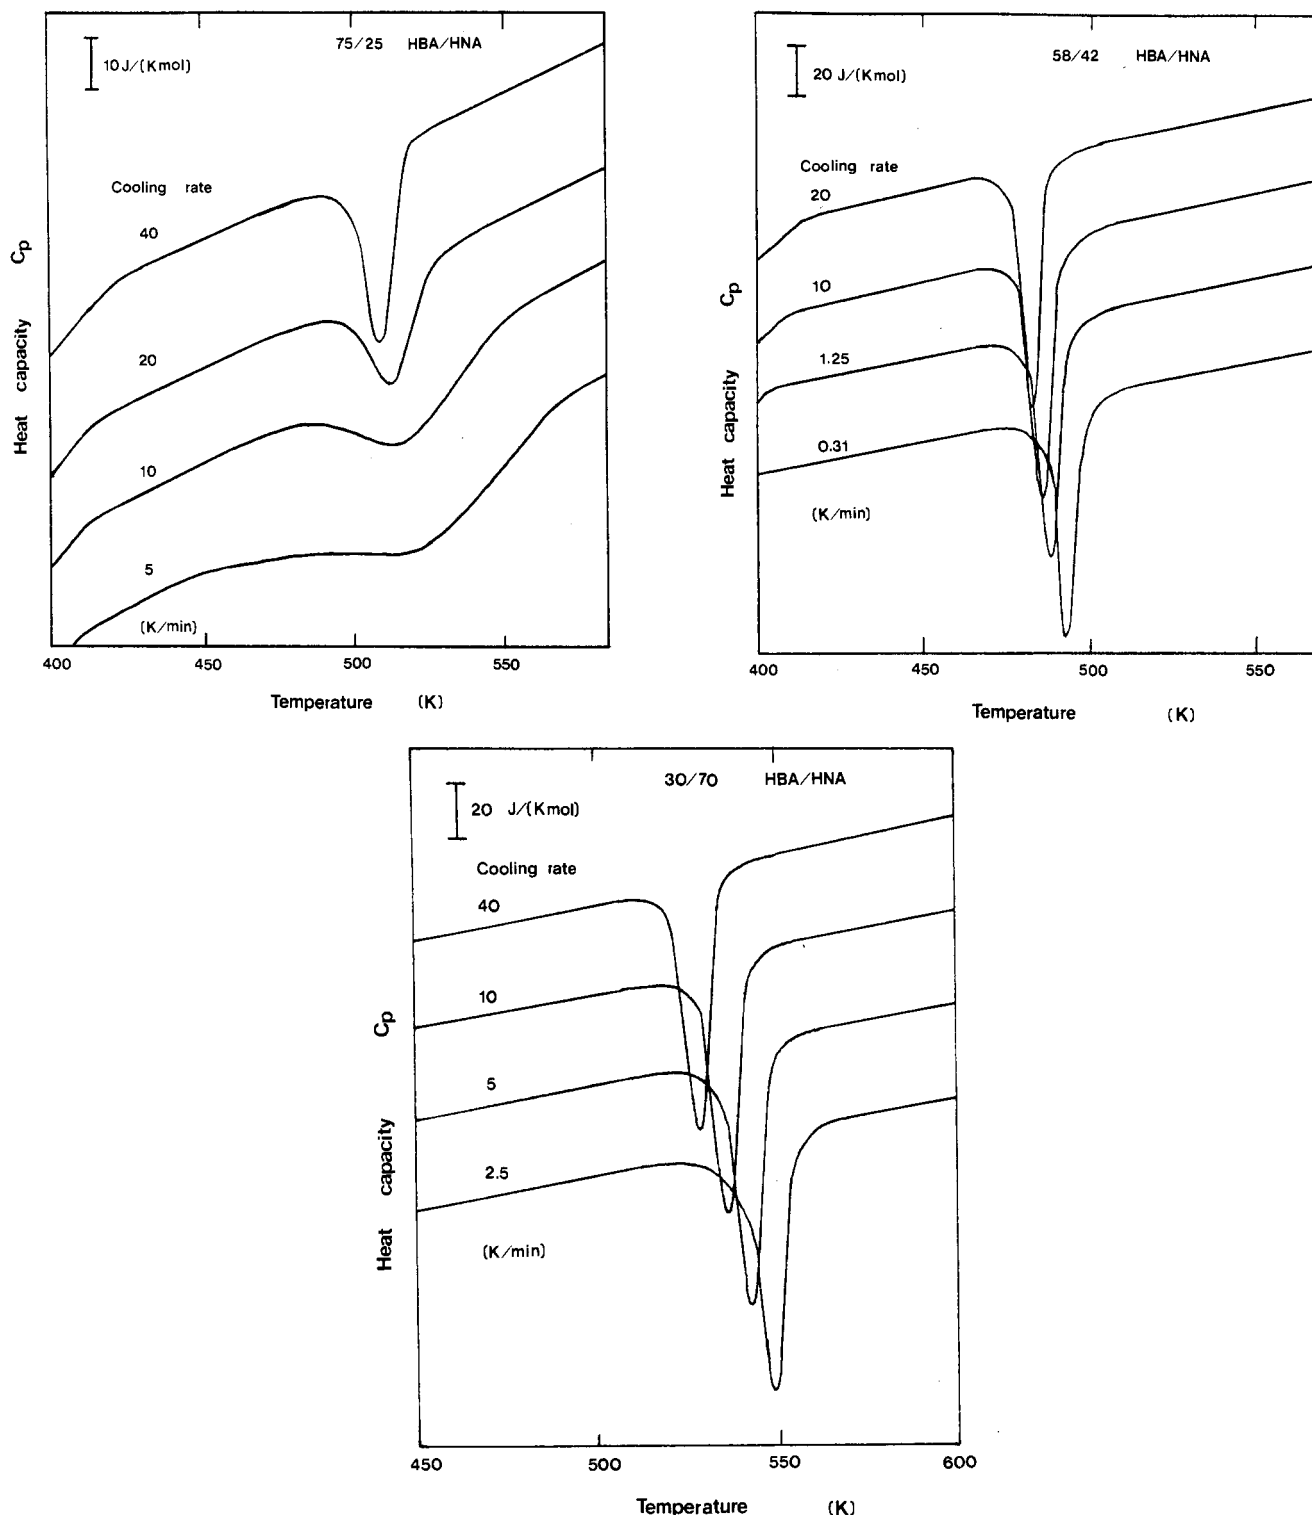 75/25 HBA/HNA
10 J/(K mol)
Cooling rate
40
20
10
5
(K/min)
Heat capacity Cp
400 450 500 550
Temperature (K)
58/42 HBA/HNA
20 J/(K mol)
Cooling rate
20
10
1.25
0.31
(K/min)
Heat capacity Cp
400 450 500 550
Temperature (K)
30/70 HBA/HNA
20 J/(K mol)
Cooling rate
40
10
5
2.5
(K/min)
Heat capacity Cp
450 500 550 600
Temperature (K)